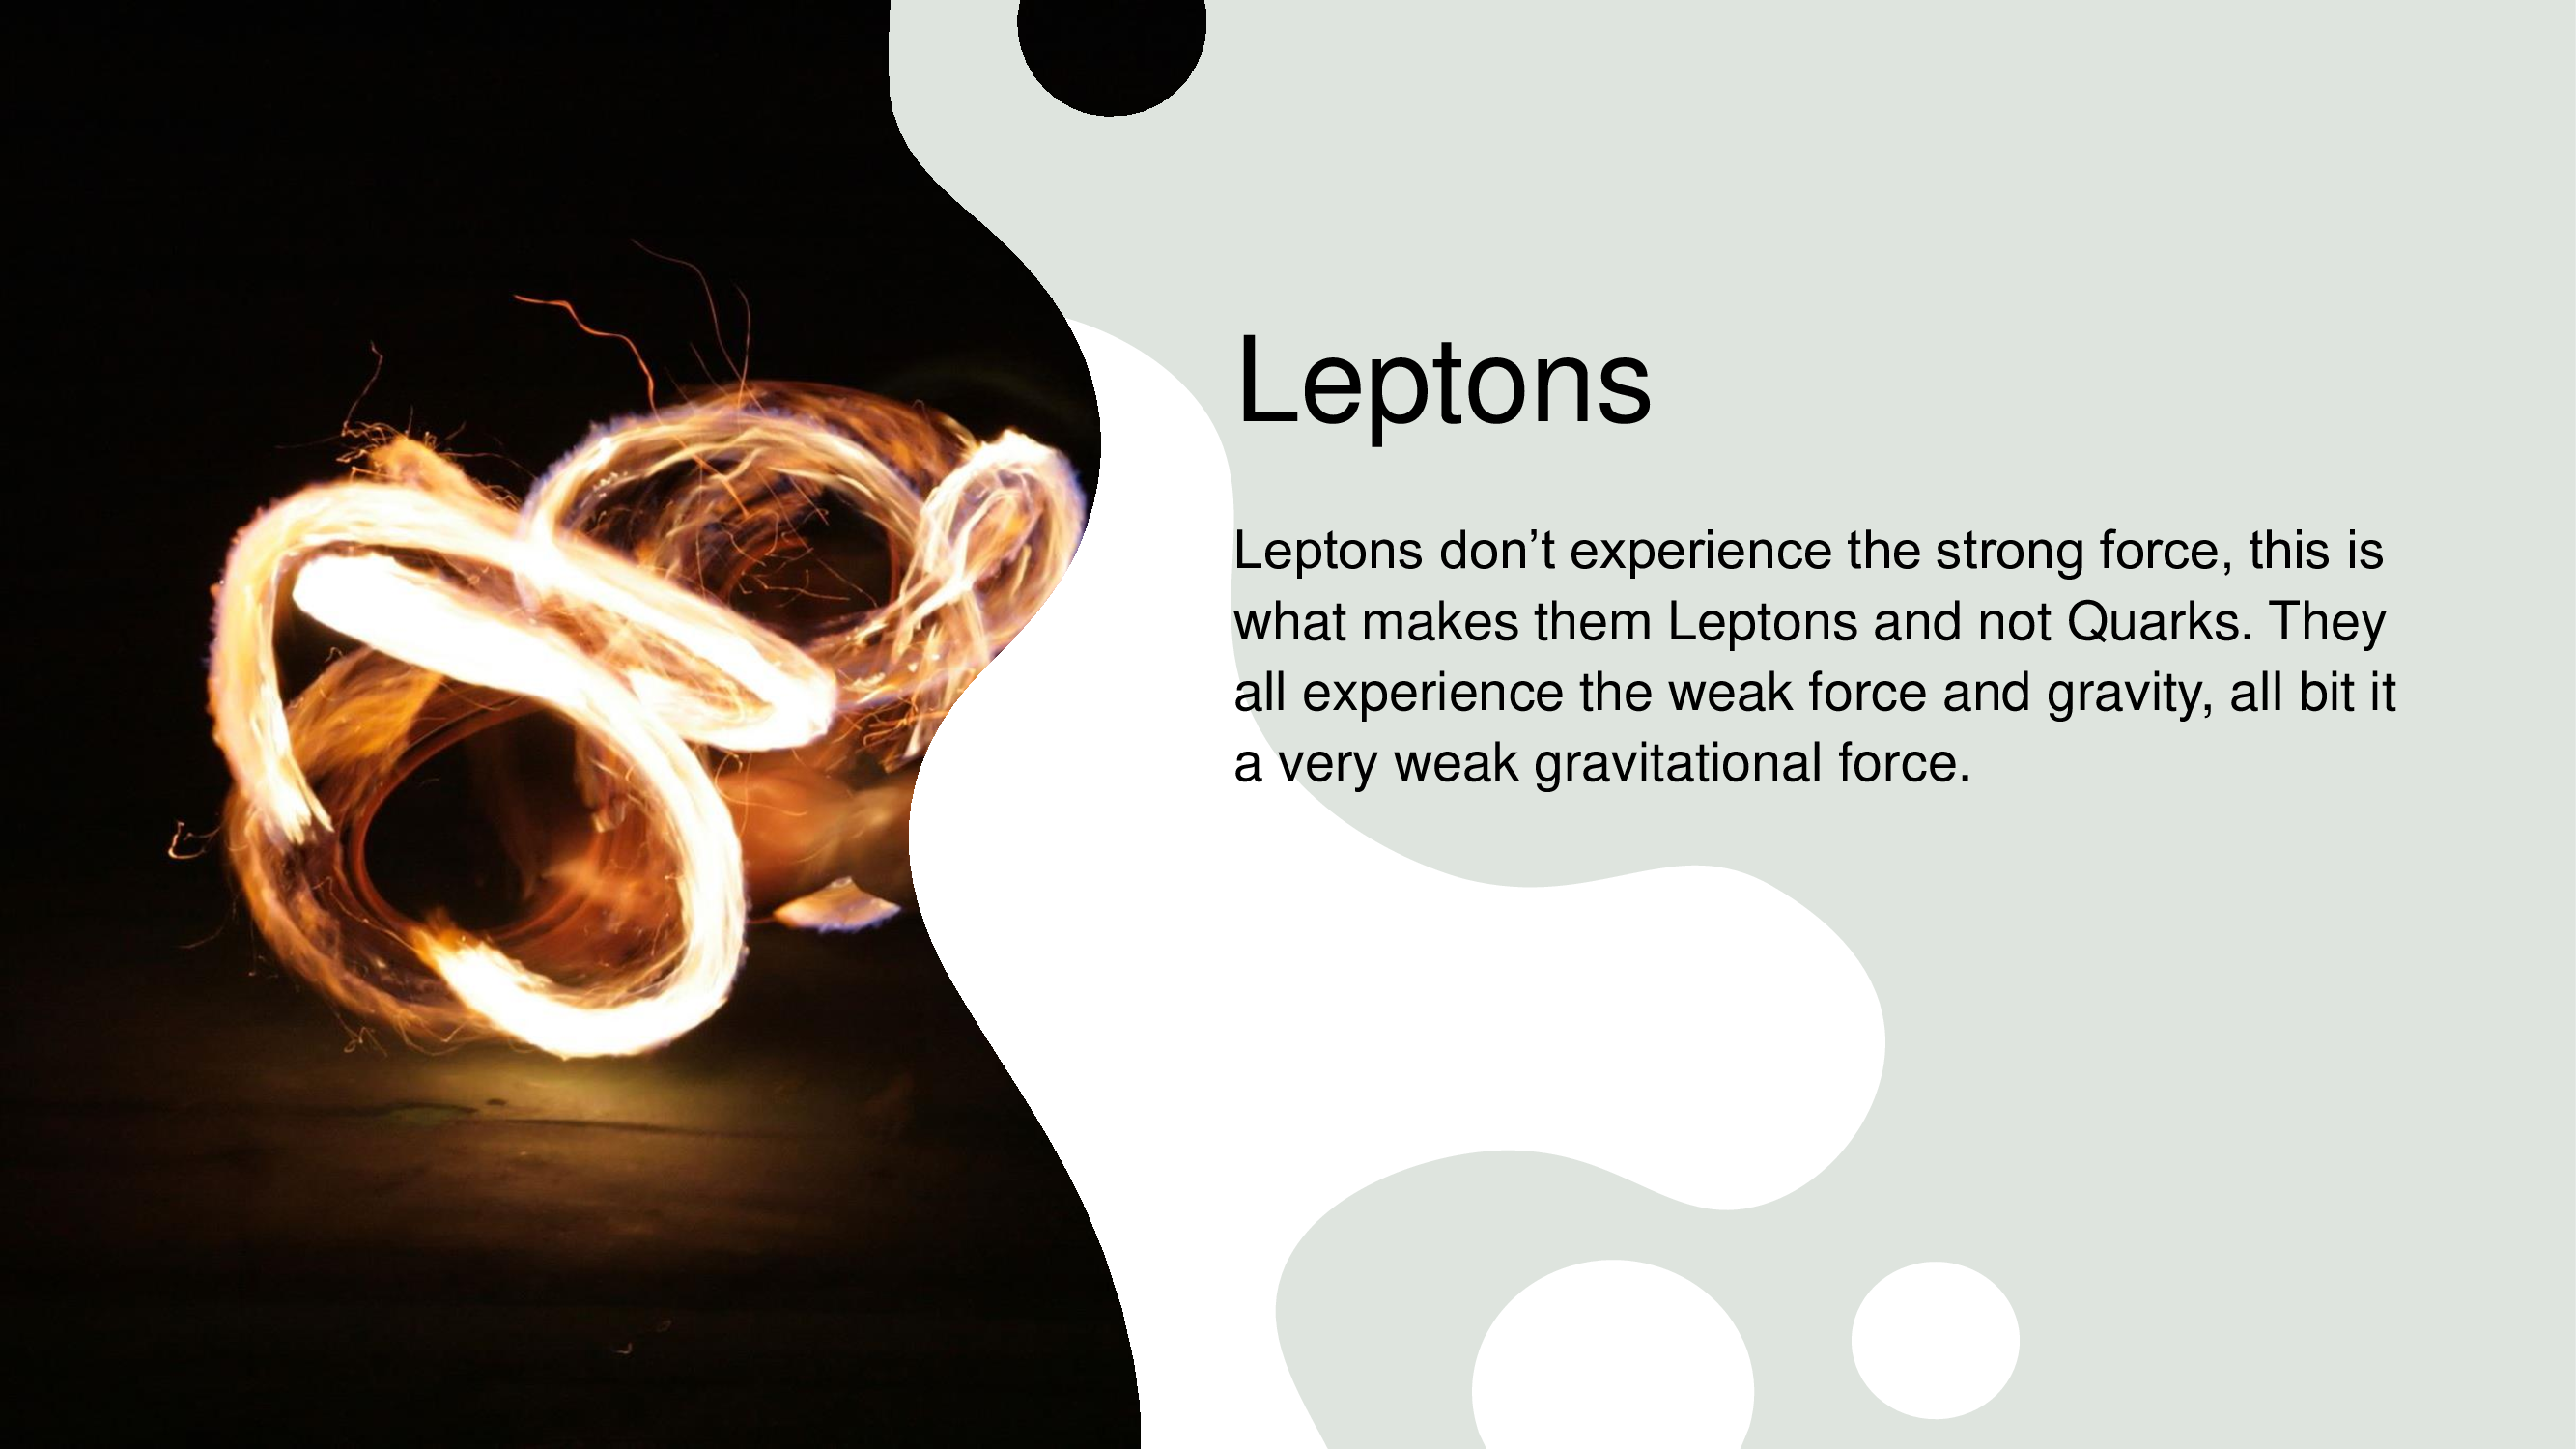 Leptons
Leptons don’t experience the strong force, this is
what makes them Leptons and not Quarks. They
all experience the weak force and gravity, all bit it
a very weak gravitational force.